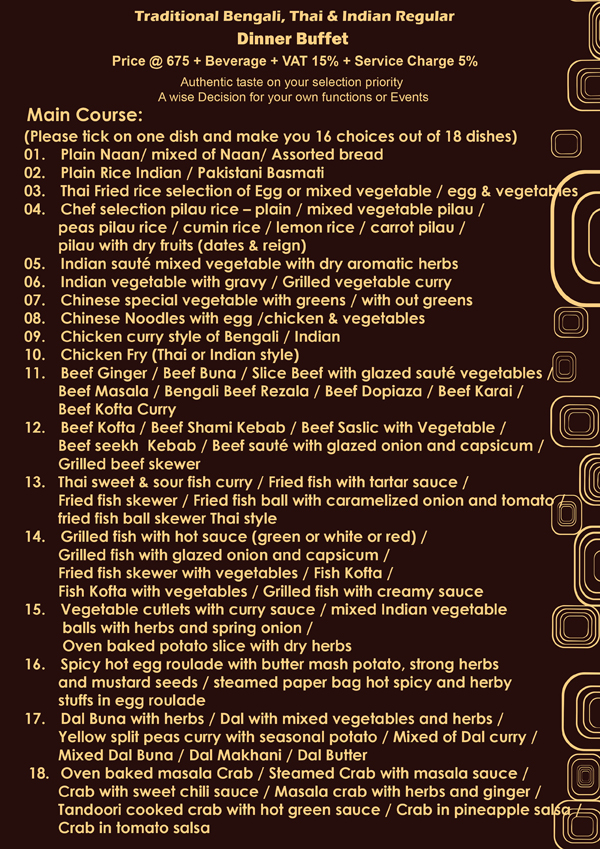 Traditional Bengali, Thai & Indian Regular
Dinner Buffet
Price @ 675 + Beverage + VAT 15% + Service Charge 5%
Authentic taste on your selection priority
A wise Decision for your own functions or Events
Main Course:
(Please tick on one dish and make you 16 choices out of 18 dishes)
01. Plain Naan/ mixed of Naan/ Assorted bread
02. Plain Rice Indian / Pakistani Basmati
03. Thai Fried rice selection of Egg or mixed vegetable / egg & vegetables
04. Chef selection pilau rice – plain / mixed vegetable pilau /
peas pilau rice / cumin rice / lemon rice / carrot pilau /
pilau with dry fruits (dates & reign)
05. Indian sauté mixed vegetable with dry aromatic herbs
06. Indian vegetable with gravy / Grilled vegetable curry
07. Chinese special vegetable with greens / with out greens
08. Chinese Noodles with egg /chicken & vegetables
09. Chicken curry style of Bengali / Indian
10. Chicken Fry (Thai or Indian style)
11. Beef Ginger / Beef Buna / Slice Beef with glazed sauté vegetables /
Beef Masala / Bengali Beef Rezala / Beef Dopiaza / Beef Karai /
Beef Kofta Curry
12. Beef Kofta / Beef Shami Kebab / Beef Saslic with Vegetable /
Beef seekh Kebab / Beef sauté with glazed onion and capsicum /
Grilled beef skewer
13. Thai sweet & sour fish curry / Fried fish with tartar sauce /
Fried fish skewer / Fried fish ball with caramelized onion and tomato /
fried fish ball skewer Thai style
14. Grilled fish with hot sauce (green or white or red) /
Grilled fish with glazed onion and capsicum /
Fried fish skewer with vegetables / Fish Kofta /
Fish Kofta with vegetables / Grilled fish with creamy sauce
15. Vegetable cutlets with curry sauce / mixed Indian vegetable
balls with herbs and spring onion /
Oven baked potato slice with dry herbs
16. Spicy hot egg roulade with butter mash potato, strong herbs
and mustard seeds / steamed paper bag hot spicy and herby
stuffs in egg roulade
17. Dal Buna with herbs / Dal with mixed vegetables and herbs /
Yellow split peas curry with seasonal potato / Mixed of Dal curry /
Mixed Dal Buna / Dal Makhani / Dal Butter
18. Oven baked masala Crab / Steamed Crab with masala sauce /
Crab with sweet chili sauce / Masala crab with herbs and ginger /
Tandoori cooked crab with hot green sauce / Crab in pineapple salsa /
Crab in tomato salsa